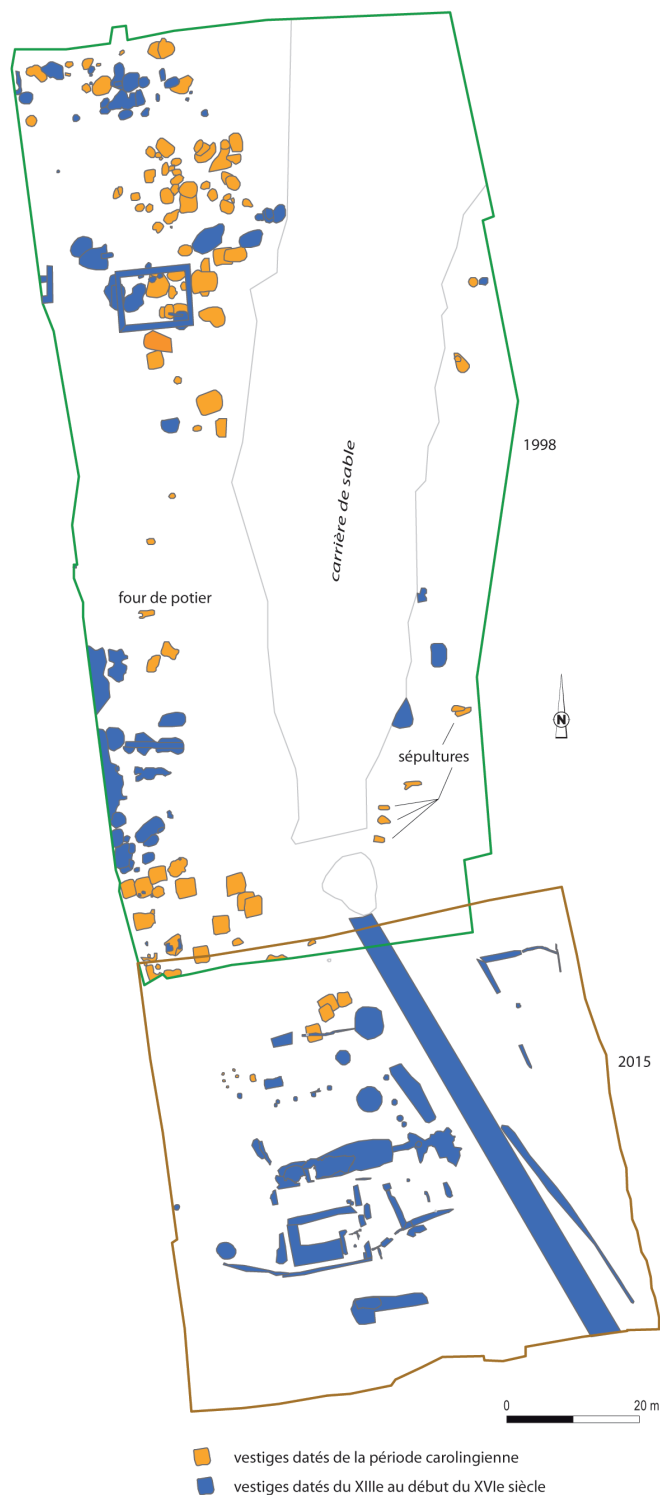 carrière de sable
1998
four de potier
N
sépultures
2015
0 20 m
vestiges datés de la période carolingienne
vestiges datés du XIIIe au début du XVIe siècle